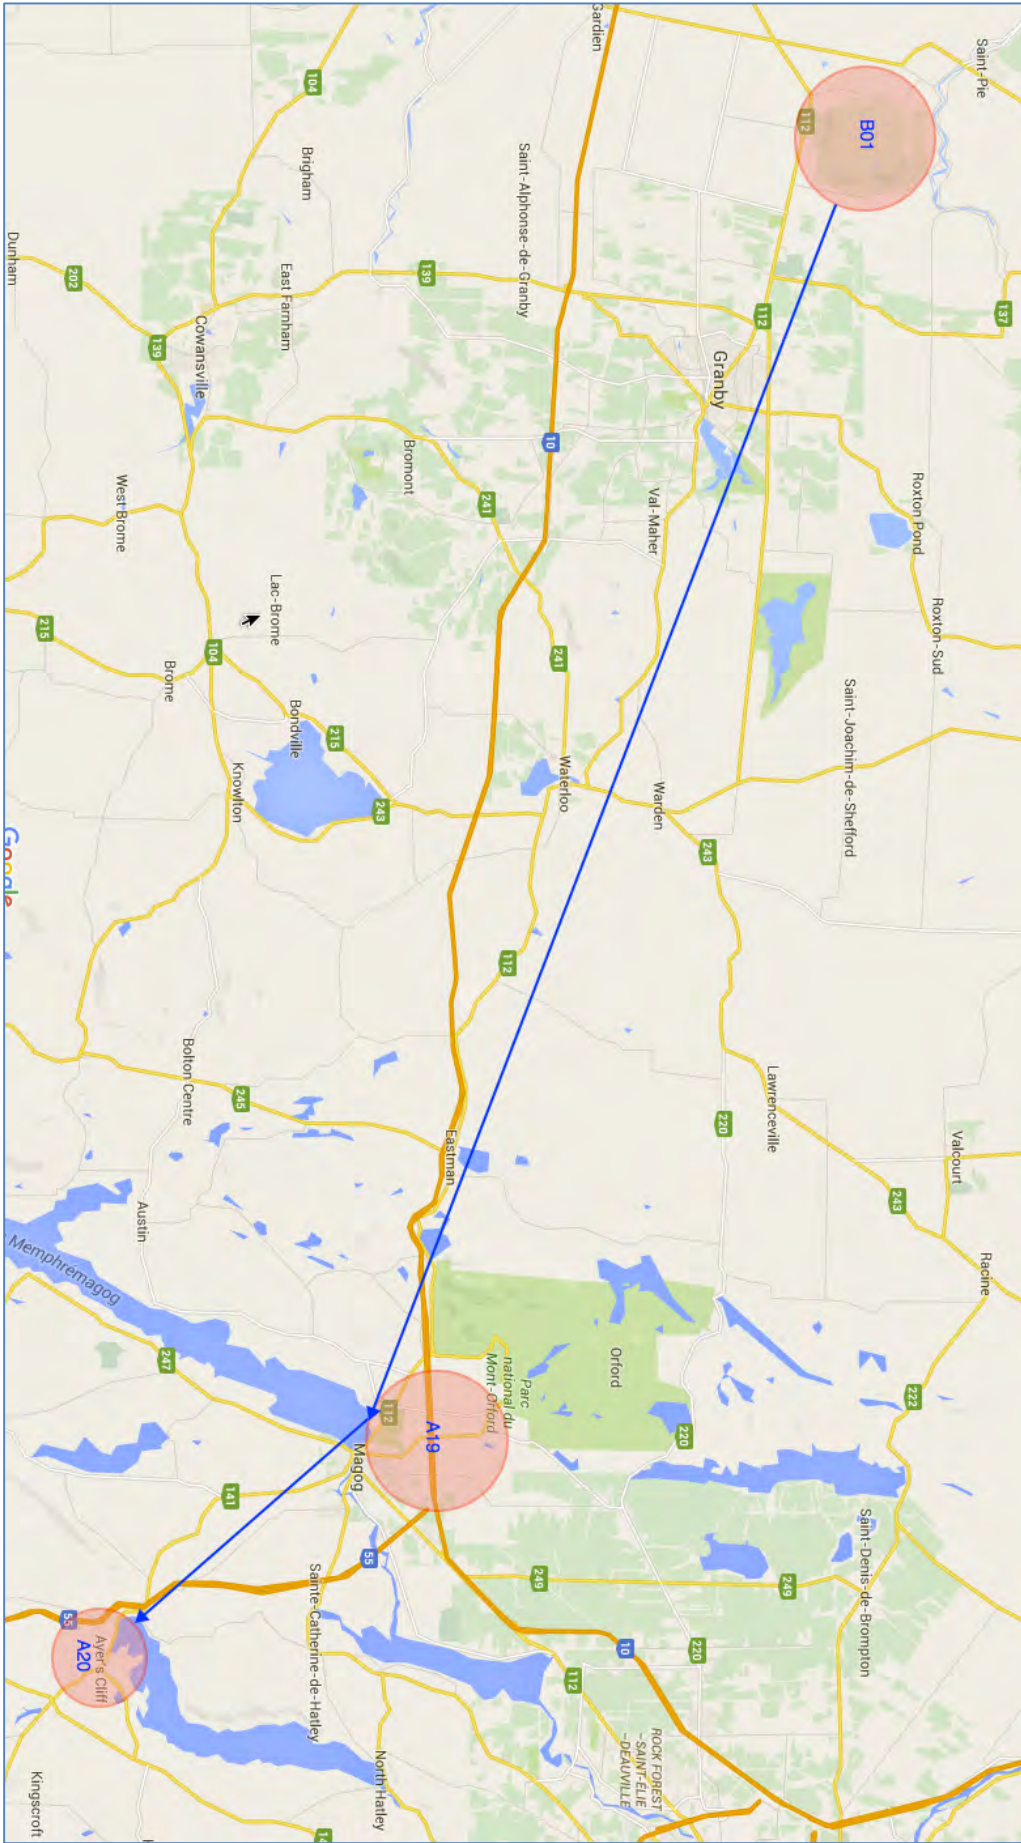 137
Saint-Pie
Racine
Valcourt
Roxton-Sud
Roxton Pond
222
243
B01
Saint-Denis-de-Brompton
Saint-Joachim-de-Shefford
112
249
Lawrenceville
112
220
Granby
243
220
220
Warden
Val-Maher
ROCK FOREST
-SAINT-ÉLIE
-DEAUVILLE
10
Orford
Gardien
112
Waterloo
241
10
249
Saint-Alphonse-de-Granby
Parc
national du
Mont-Orford
112
241
Eastman
A19
139
Bromont
112
243
North Hatley
55
Magog
215
104
Brigham
Sainte-Catherine-de-Hatley
Bondville
East Farnham
Lac-Brome
245
Knowlton
141
104
Cowansville
Bolton Centre
Brome
247
139
Austin
West Brome
Ayer's Cliff
A20
202
55
Memphremagog
215
Kingscroft
Dunham
Google